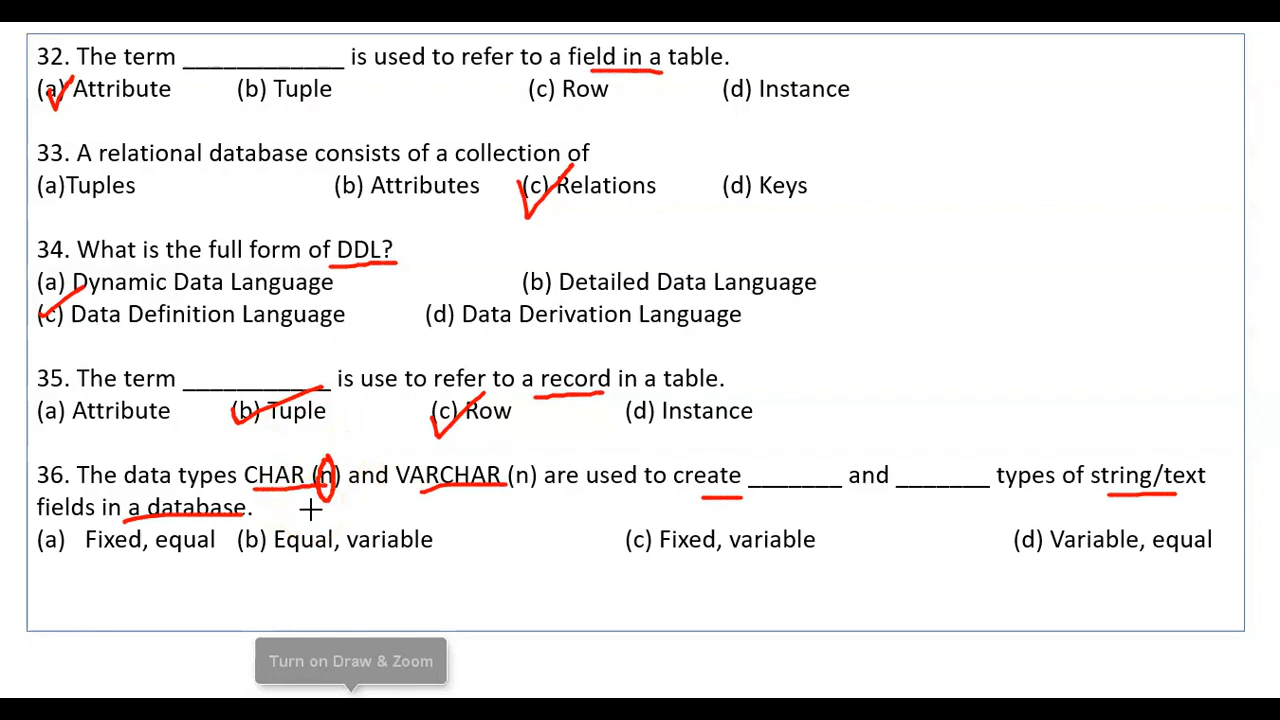 32. The term ____________ is used to refer to a field in a table.
(a) Attribute (b) Tuple (c) Row (d) Instance
33. A relational database consists of a collection of
(a)Tuples (b) Attributes (c) Relations (d) Keys
34. What is the full form of DDL?
(a) Dynamic Data Language (b) Detailed Data Language
(c) Data Definition Language (d) Data Derivation Language
35. The term ___________ is use to refer to a record in a table.
(a) Attribute (b) Tuple (c) Row (d) Instance
36. The data types CHAR (n) and VARCHAR (n) are used to create _______ and _______ types of string/text
fields in a database.
(a) Fixed, equal (b) Equal, variable (c) Fixed, variable (d) Variable, equal
Turn on Draw & Zoom